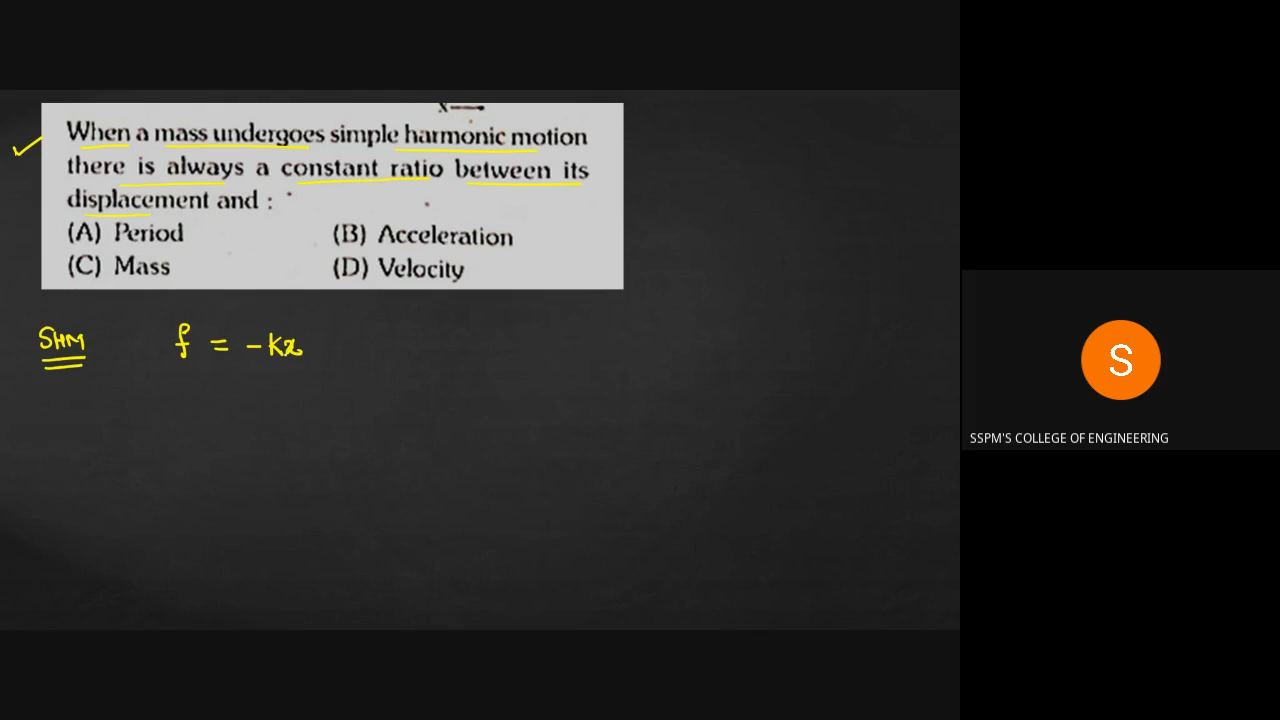 When a mass undergoes simple harmonic motion
there is always a constant ratio between its
displacement and :
(A) Period (B) Acceleration
(C) Mass (D) Velocity
SHM f = -kx
S
SSPM'S COLLEGE OF ENGINEERING